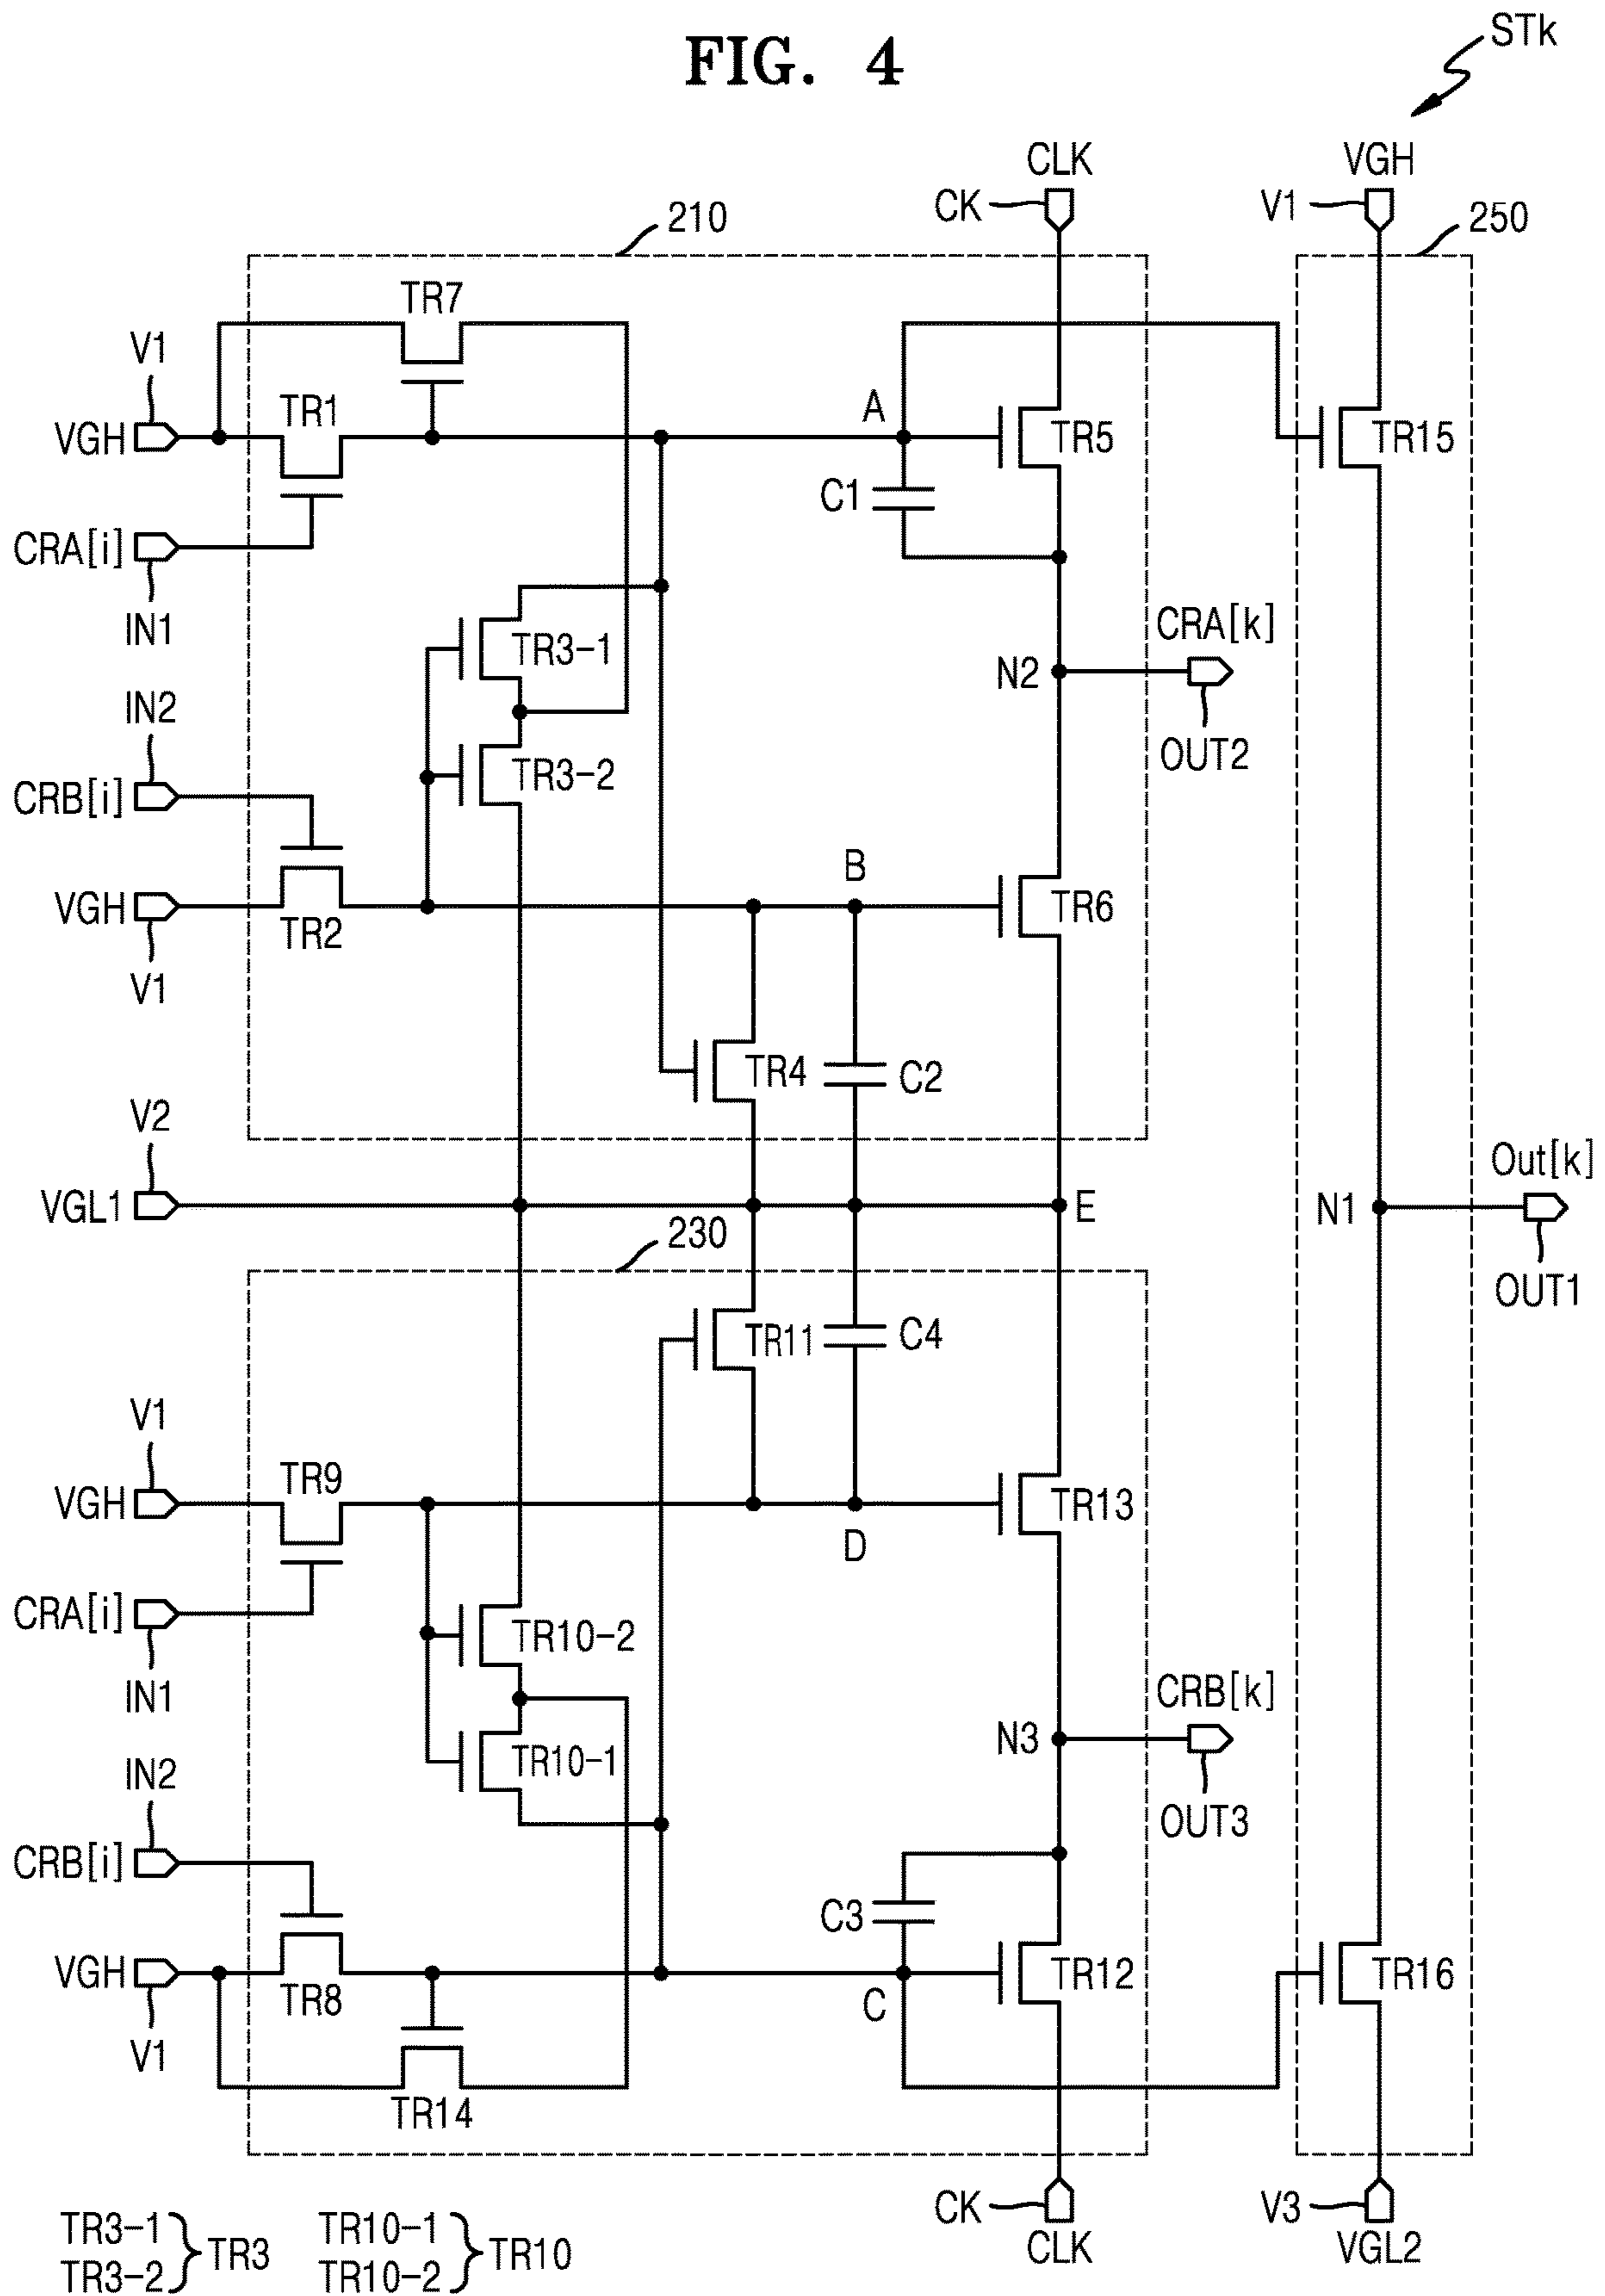 FIG. 4
STk
CLK
VGH
CK
V1
210
250
TR7
V1
TR1
A
VGH
TR5
TR15
C1
CRA[i]
IN1
CRA[k]
TR3-1
N2
IN2
OUT2
TR3-2
CRB[i]
B
VGH
TR2
TR6
V1
TR4
C2
V2
Out[k]
VGL1
E
N1
230
OUT1
TR11
C4
V1
TR9
VGH
TR13
D
CRA[i]
TR10-2
IN1
CRB[k]
N3
TR10-1
IN2
OUT3
CRB[i]
C3
VGH
TR8
C
TR12
TR16
V1
TR14
CK
V3
CLK
VGL2
TR3-1
TR3-2
TR3
TR10-1
TR10-2
TR10